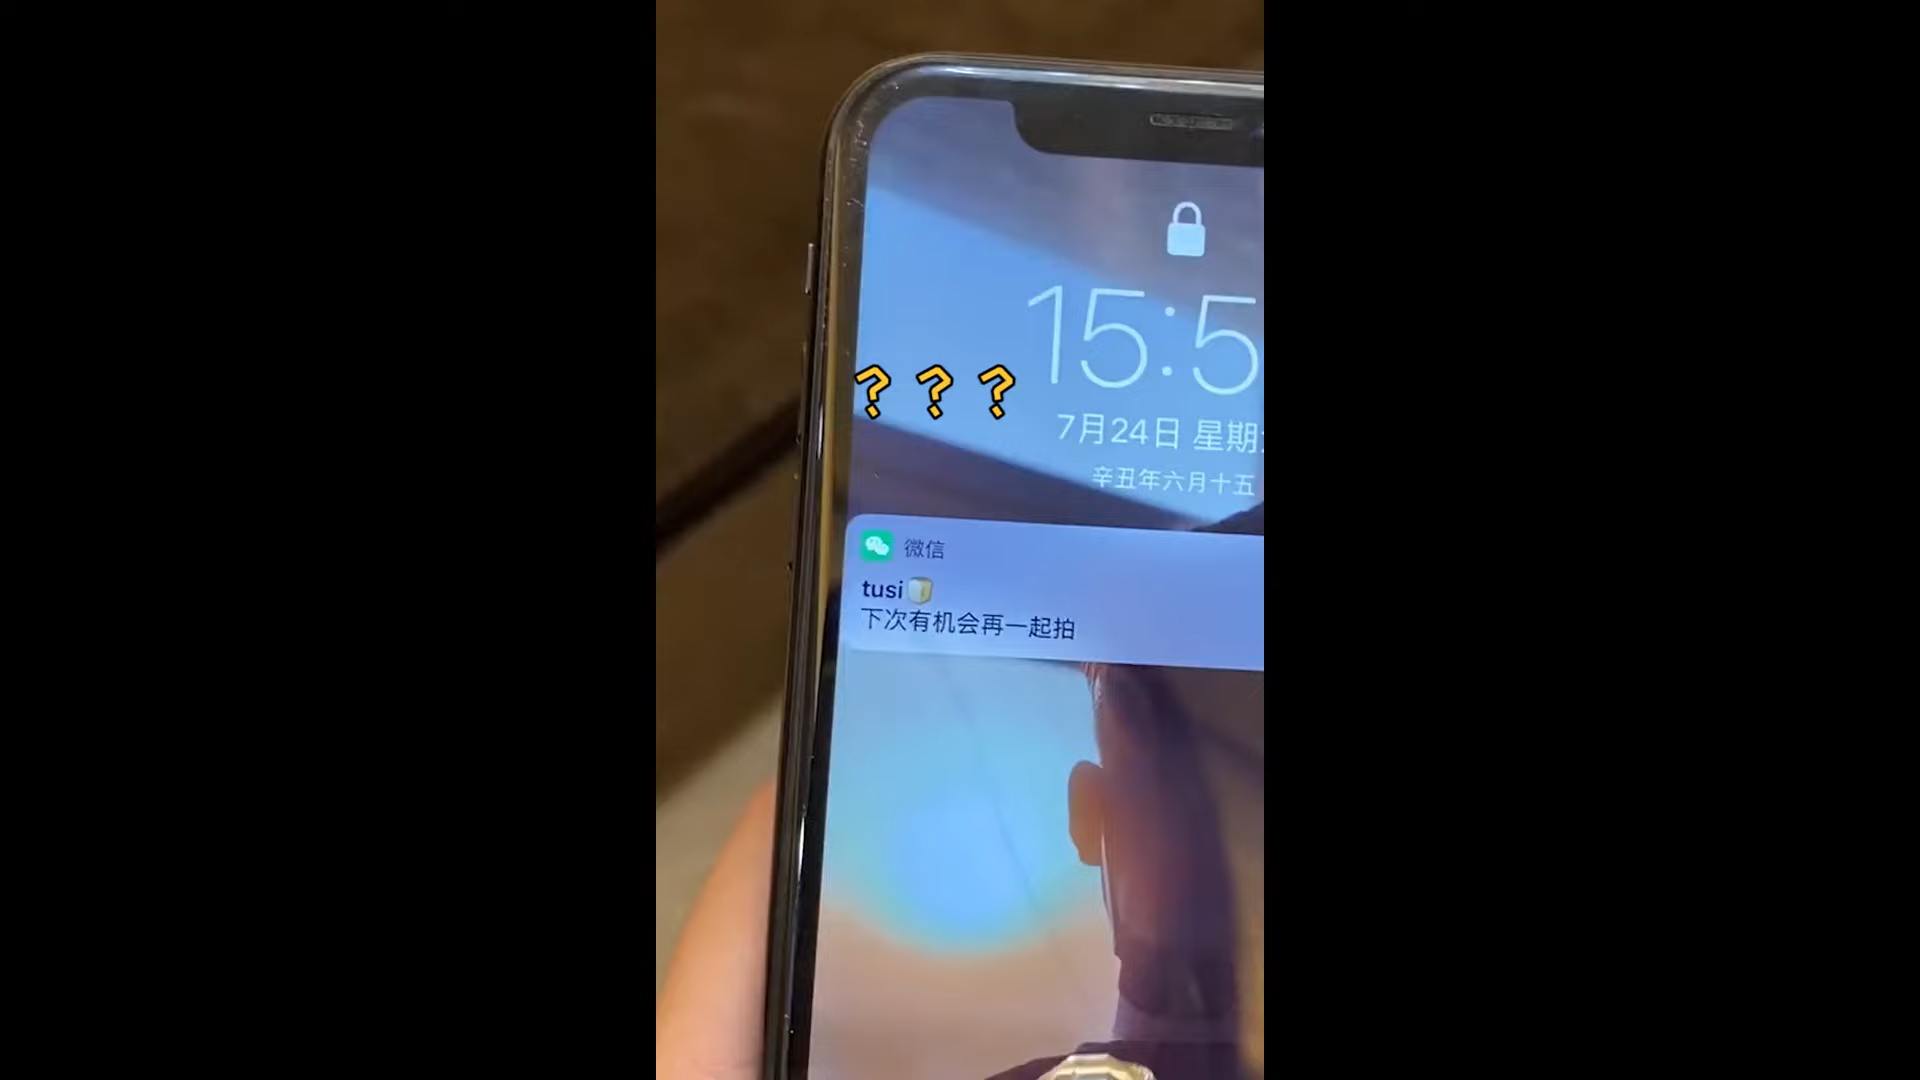 15:5
7月24日 星期
辛丑年六月十五
? ? ?
微信
tusi
下次有机会再一起拍